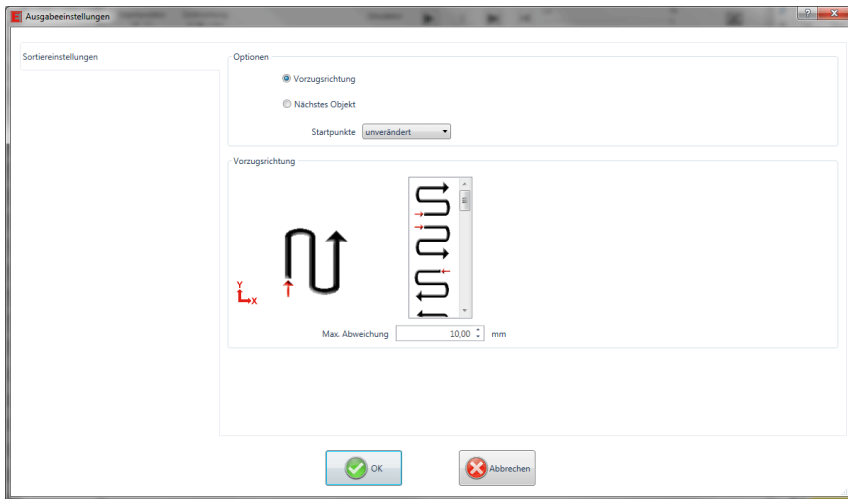 Ausgabeeinstellungen
Sortiereinstellungen
Optionen
Vorzugsrichtung
Nächstes Objekt
Startpunkte unverändert
Vorzugsrichtung
Y
X
Max. Abweichung 10,00 mm
OK
Abbrechen